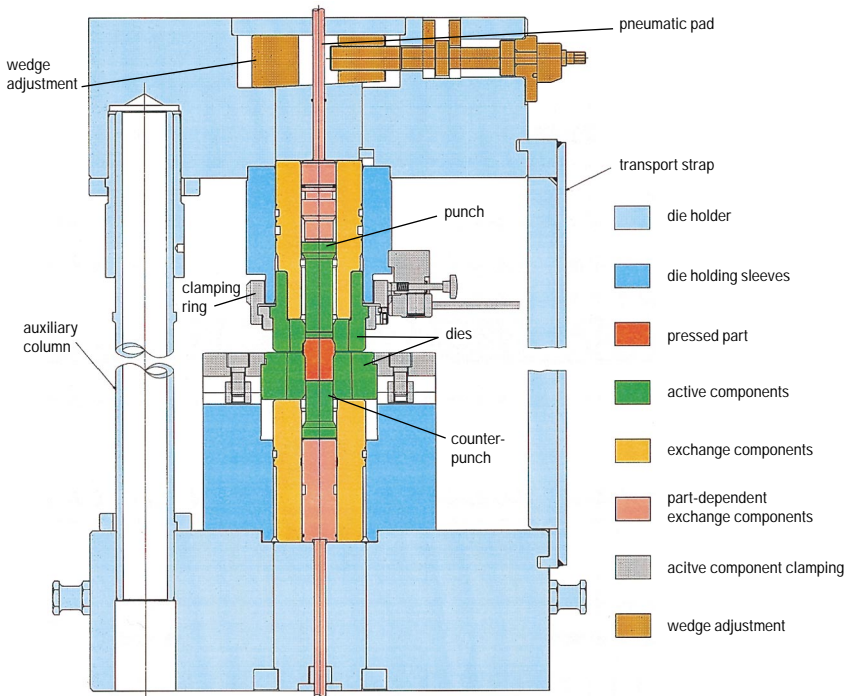 pneumatic pad
wedge
adjustment
transport strap
die holder
punch
die holding sleeves
clamping
ring
auxiliary
column
dies
pressed part
active components
counter-
punch
exchange components
part-dependent
exchange components
acitve component clamping
wedge adjustment